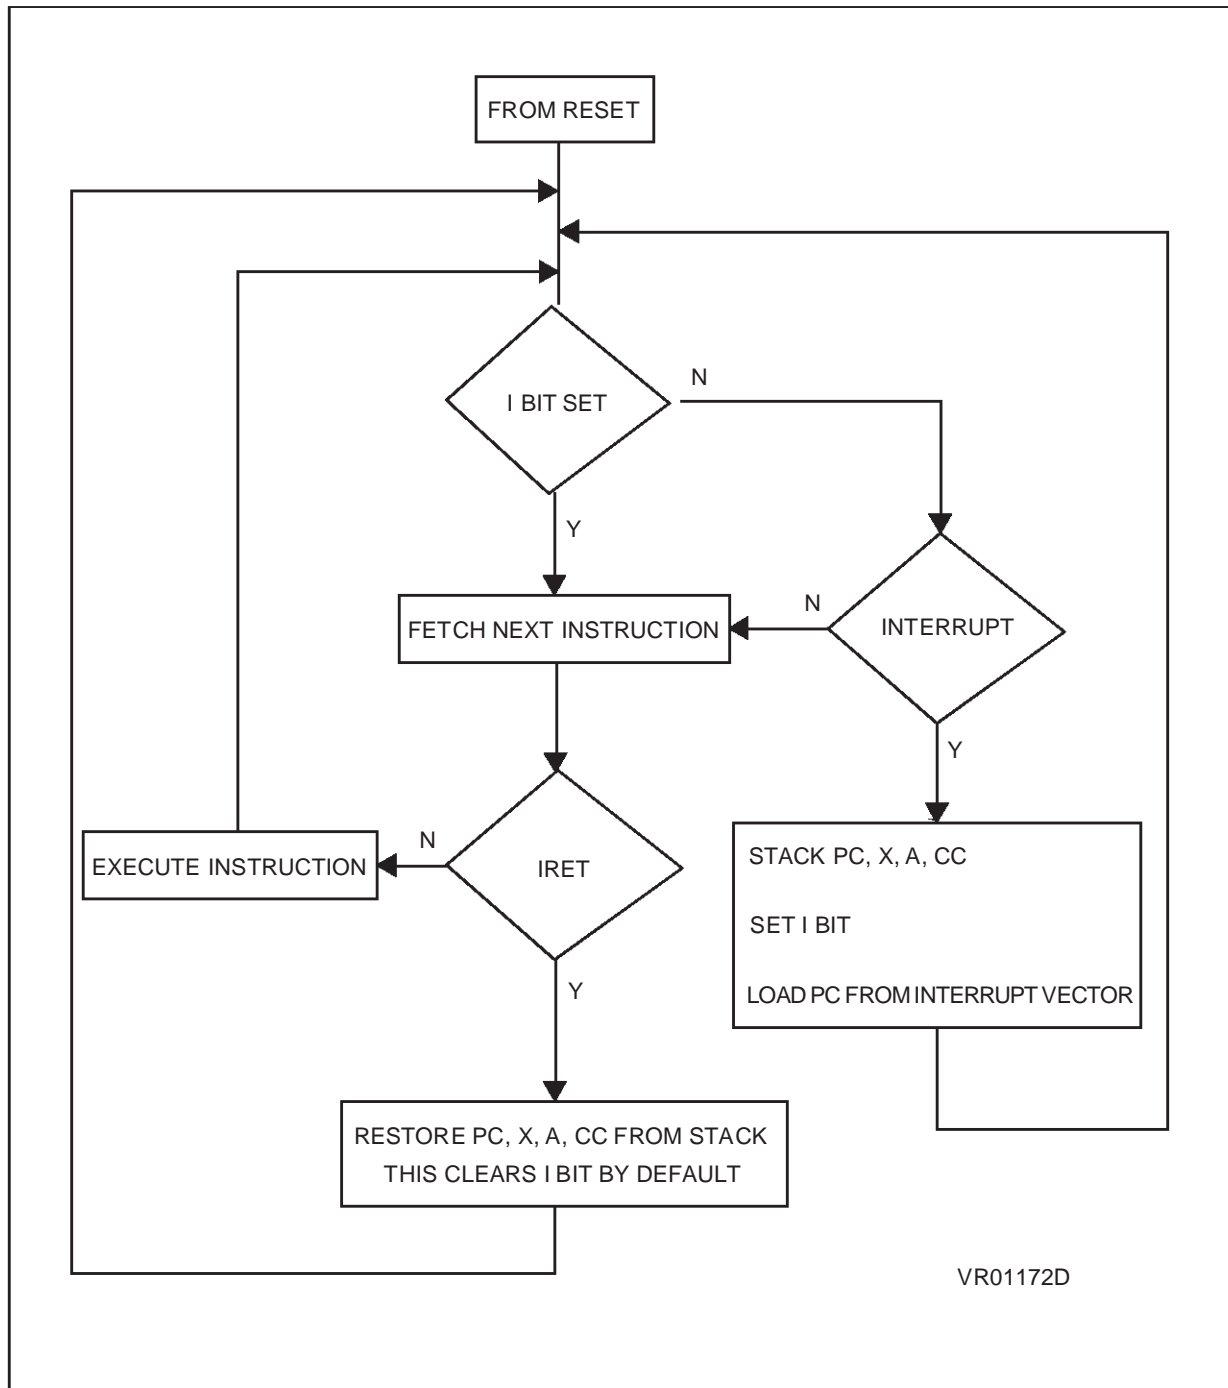 FROM RESET
I BIT SET
N
Y
FETCH NEXT INSTRUCTION
N
INTERRUPT
Y
EXECUTE INSTRUCTION
N
IRET
STACK PC, X, A, CC
SET I BIT
LOAD PC FROM INTERRUPT VECTOR
Y
RESTORE PC, X, A, CC FROM STACK
THIS CLEARS I BIT BY DEFAULT
VR01172D